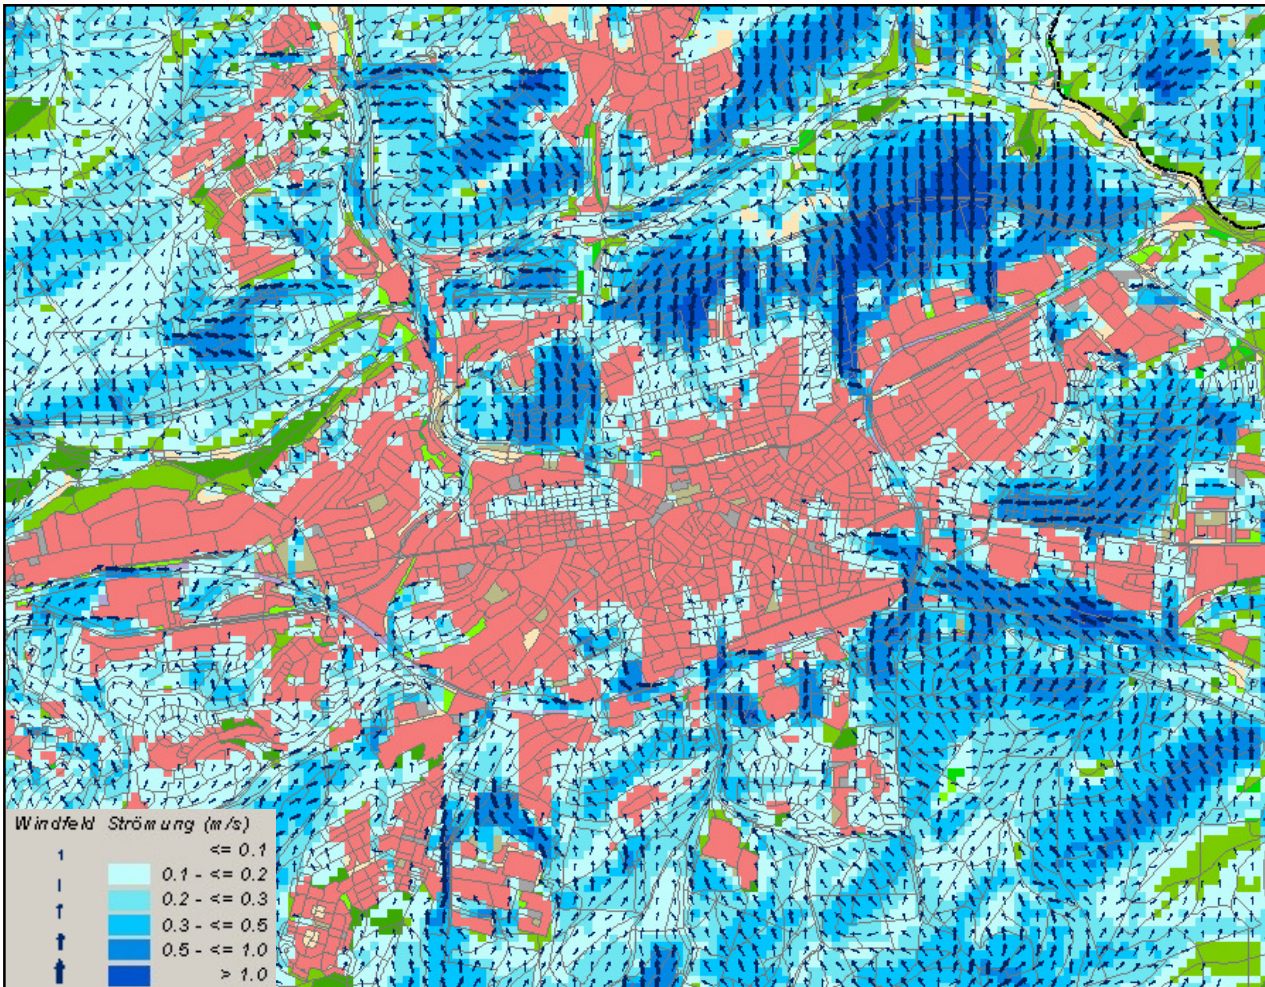 Windfeld Strömung (m/s)
<= 0.1
0.1 - <= 0.2
0.2 - <= 0.3
0.3 - <= 0.5
0.5 - <= 1.0
> 1.0